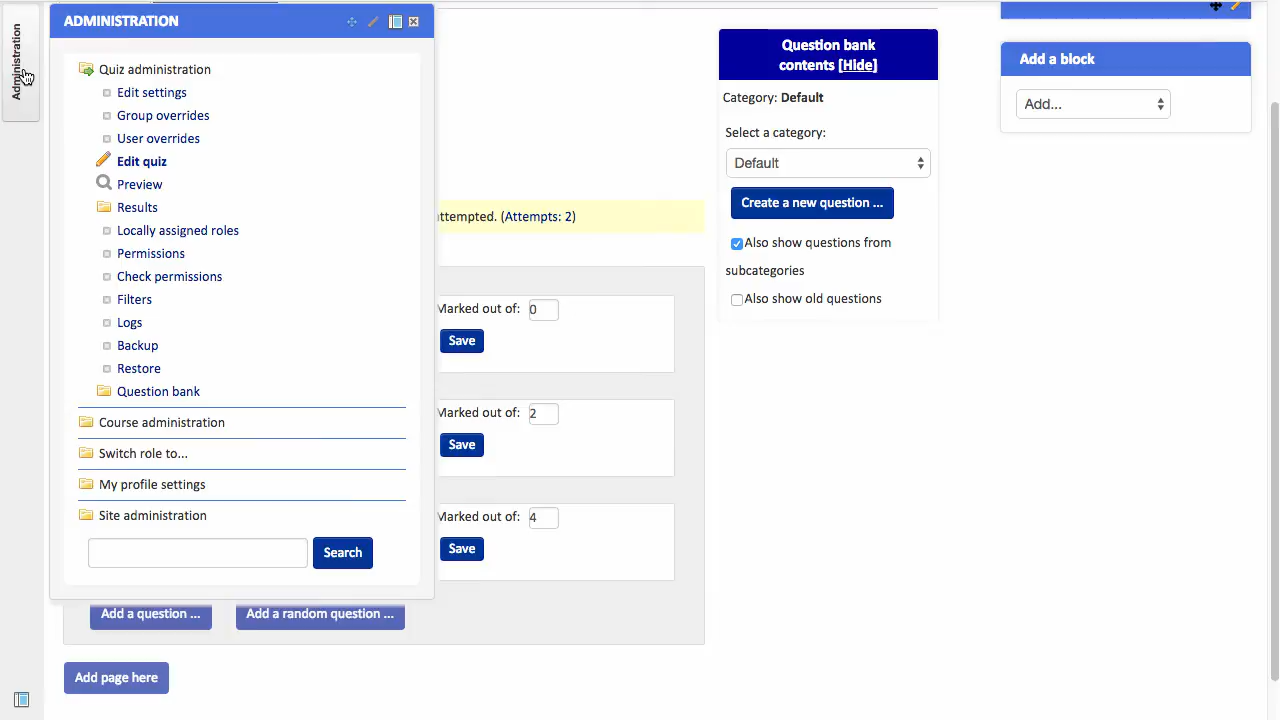 Administration
ADMINISTRATION
Quiz administration
Edit settings
Group overrides
User overrides
Edit quiz
Preview
Results
Locally assigned roles
Permissions
Check permissions
Filters
Logs
Backup
Restore
Question bank
Course administration
Switch role to...
My profile settings
Site administration
Search
ttempted. (Attempts: 2)
Marked out of: 0
Save
Marked out of: 2
Save
Marked out of: 4
Save
Add a question ...
Add a random question ...
Add page here
Question bank
contents [Hide]
Category: Default
Select a category:
Default
Create a new question ...
Also show questions from
subcategories
Also show old questions
Add a block
Add...